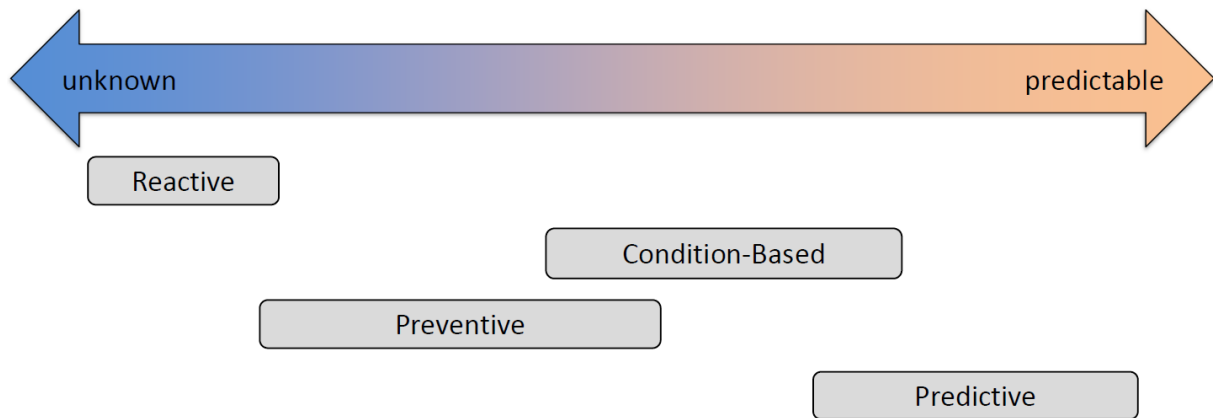 unknown
predictable
Reactive
Condition-Based
Preventive
Predictive